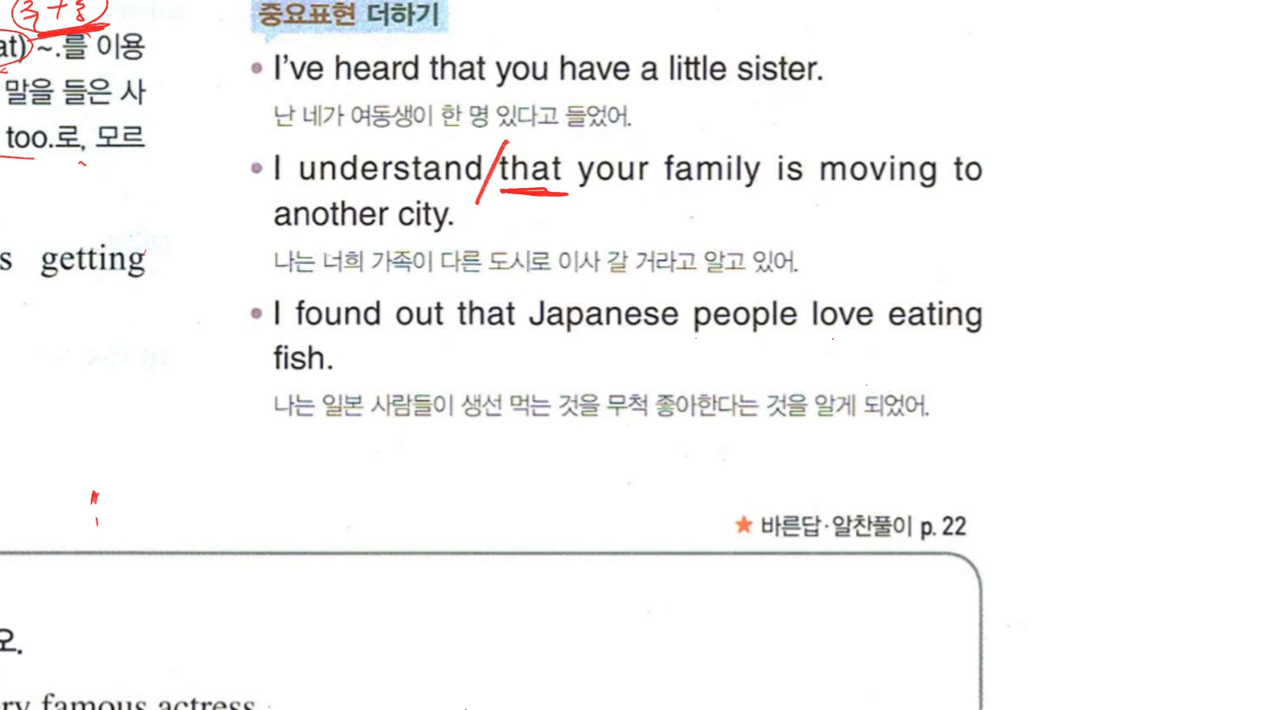 주+동
중요표현 더하기
at) ~.를 이용
말을 들은 사
too.로, 모르
s getting
• I've heard that you have a little sister.
난 네가 여동생이 한 명 있다고 들었어.
• I understand/that your family is moving to
another city.
나는 너희 가족이 다른 도시로 이사 갈 거라고 알고 있어.
• I found out that Japanese people love eating
fish.
나는 일본 사람들이 생선 먹는 것을 무척 좋아한다는 것을 알게 되었어.
★ 바른답·알찬풀이 p. 22
오.
ry famous actress.